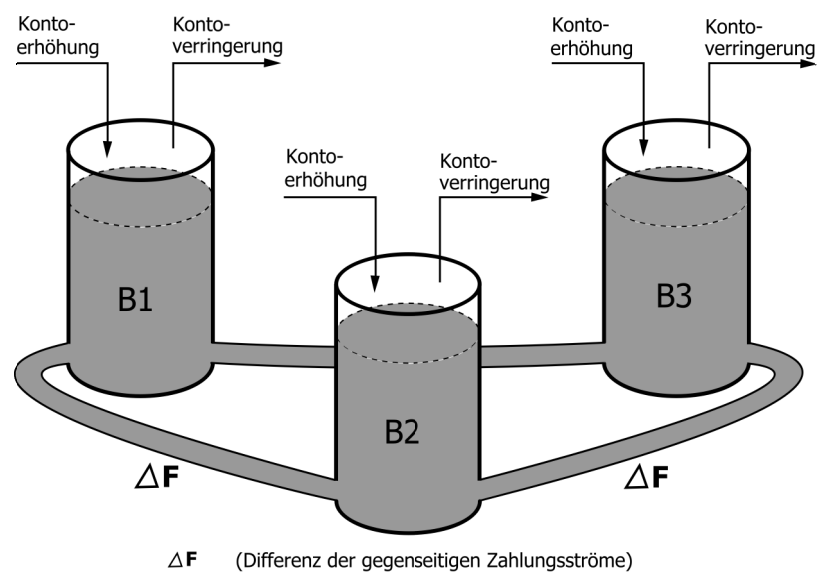 Konto-
erhöhung
Konto-
verringerung
Konto-
erhöhung
Konto-
verringerung
Konto-
erhöhung
Konto-
verringerung
B1
B3
B2
△F
△F
△F (Differenz der gegenseitigen Zahlungsströme)